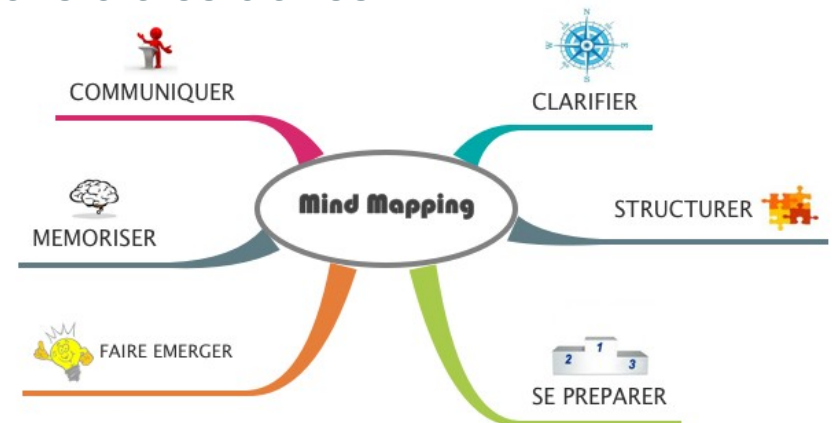 COMMUNIQUER
CLARIFIER
Mind Mapping
STRUCTURER
MEMORISER
FAIRE EMERGER
1
2
3
SE PREPARER